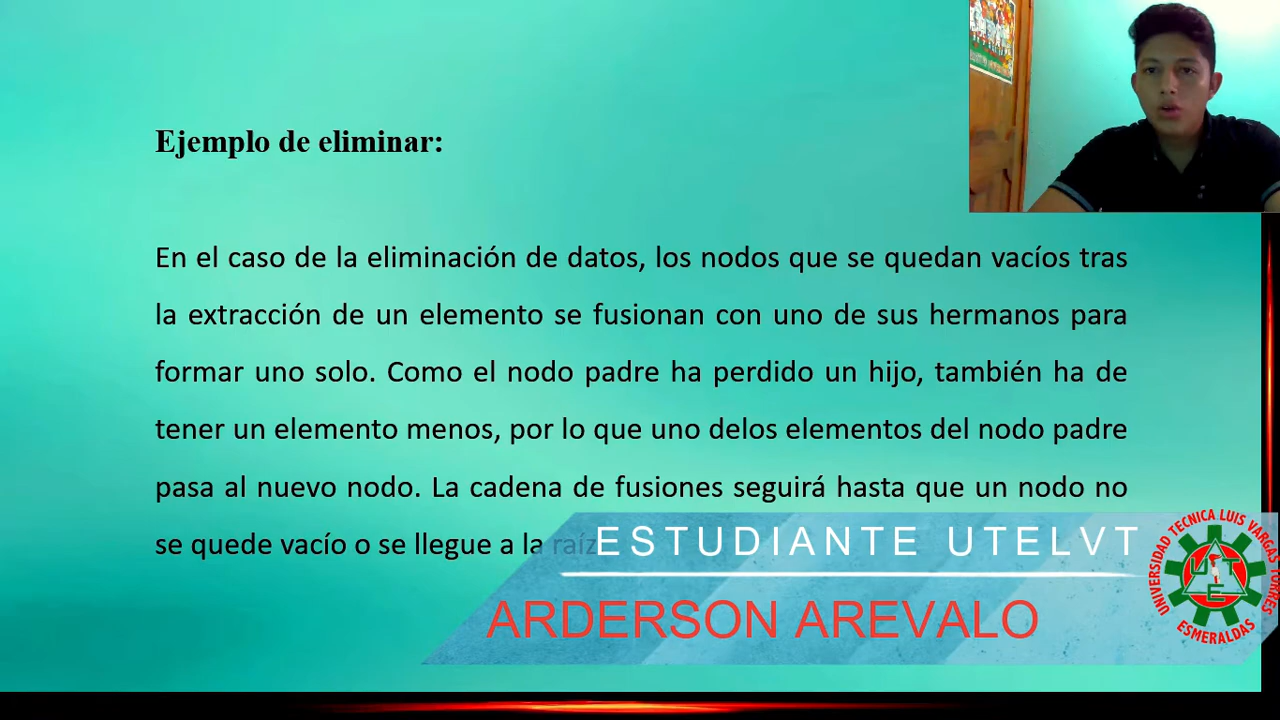 Ejemplo de eliminar:
En el caso de la eliminación de datos, los nodos que se quedan vacíos tras
la extracción de un elemento se fusionan con uno de sus hermanos para
formar uno solo. Como el nodo padre ha perdido un hijo, también ha de
tener un elemento menos, por lo que uno delos elementos del nodo padre
pasa al nuevo nodo. La cadena de fusiones seguirá hasta que un nodo no
se quede vacío o se llegue a la raíz
ESTUDIANTE UTELVT
ARDERSON AREVALO
UNIVERSIDAD TECNICA LUIS VARGAS TORRES
UTE
ESMERALDAS